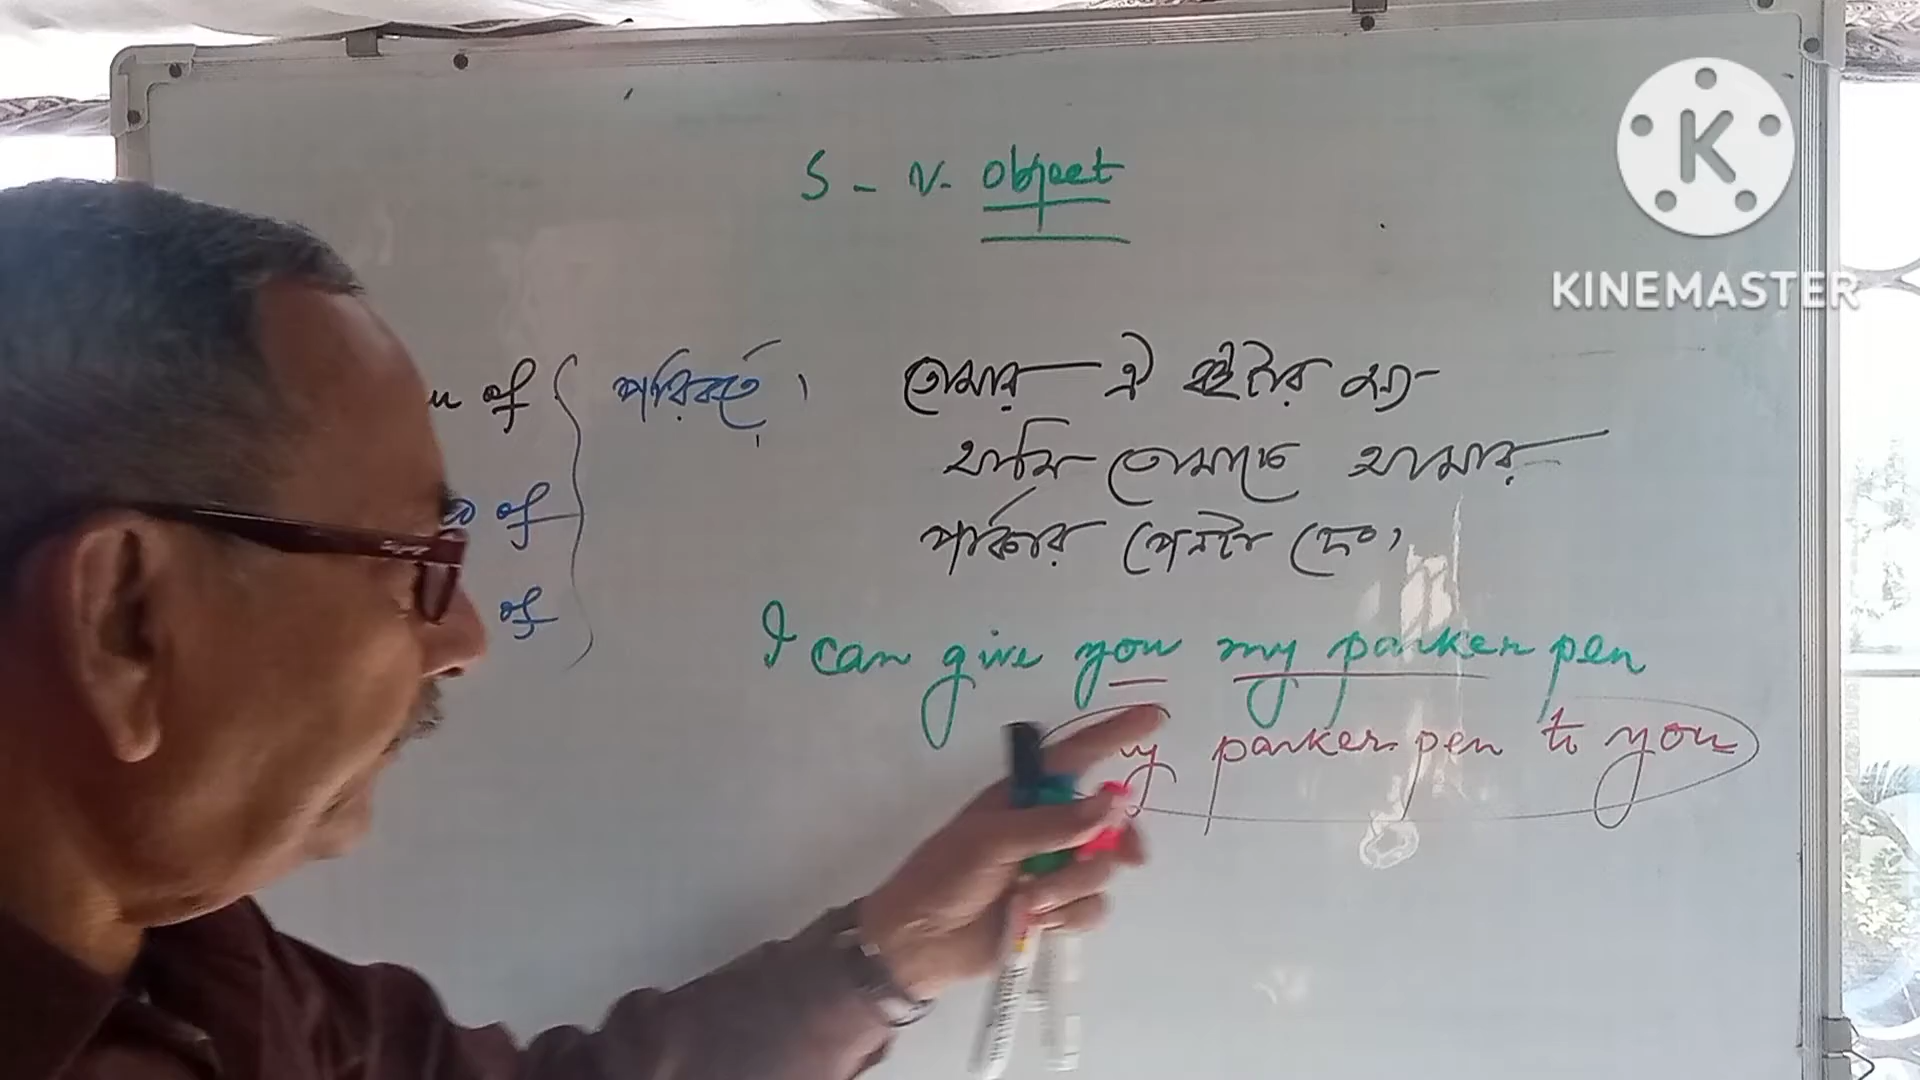 S - V - Object
of { পরিবর্তে । তোমার ঐ বইটার জন্য
আমি তোমাকে আমার
of
পার্কার পেনটা দেব।
of
I can give you my parker pen
my parker pen to you
K
KINEMASTER